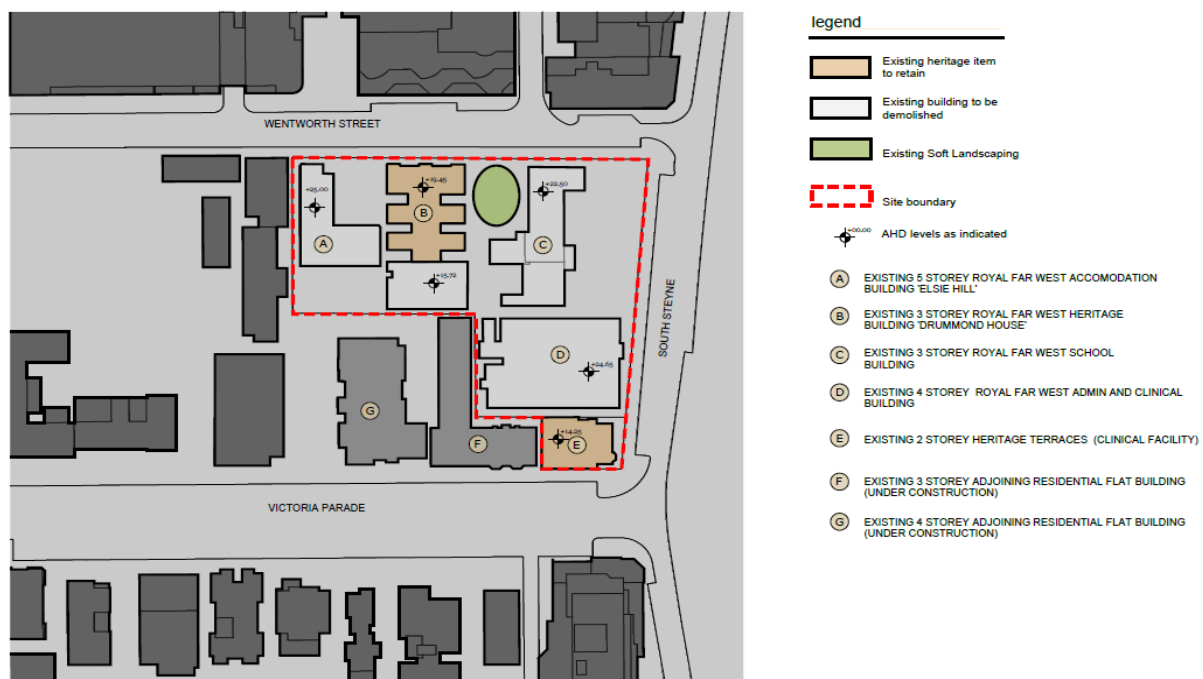 WENTWORTH STREET
+25.00
+19.45
+22.50
B
A
C
+15.72
SOUTH STEYNE
D
+24.65
G
F
+14.25
E
VICTORIA PARADE
legend
Existing heritage item
to retain
Existing building to be
demolished
Existing Soft Landscaping
Site boundary
+00.00
AHD levels as indicated
A EXISTING 5 STOREY ROYAL FAR WEST ACCOMODATION
BUILDING 'ELSIE HILL'
B EXISTING 3 STOREY ROYAL FAR WEST HERITAGE
BUILDING 'DRUMMOND HOUSE'
C EXISTING 3 STOREY ROYAL FAR WEST SCHOOL
BUILDING
D EXISTING 4 STOREY ROYAL FAR WEST ADMIN AND CLINICAL
BUILDING
E EXISTING 2 STOREY HERITAGE TERRACES (CLINICAL FACILITY)
F EXISTING 3 STOREY ADJOINING RESIDENTIAL FLAT BUILDING
(UNDER CONSTRUCTION)
G EXISTING 4 STOREY ADJOINING RESIDENTIAL FLAT BUILDING
(UNDER CONSTRUCTION)